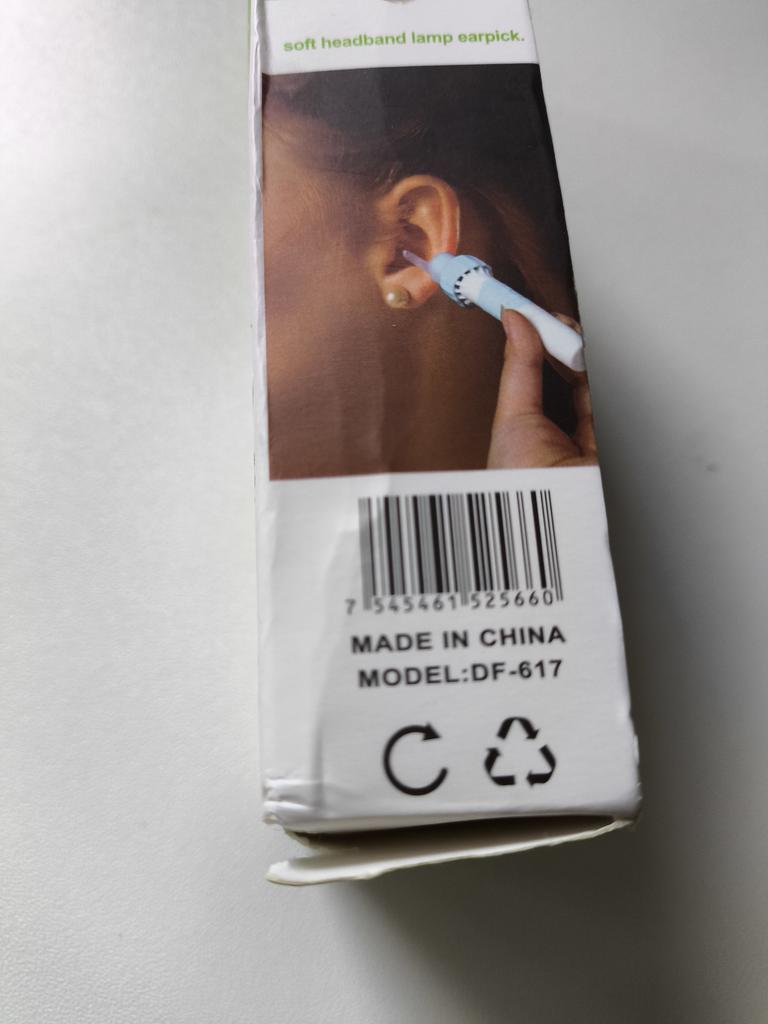 soft headband lamp earpick.
7 545461 525660
MADE IN CHINA
MODEL:DF-617